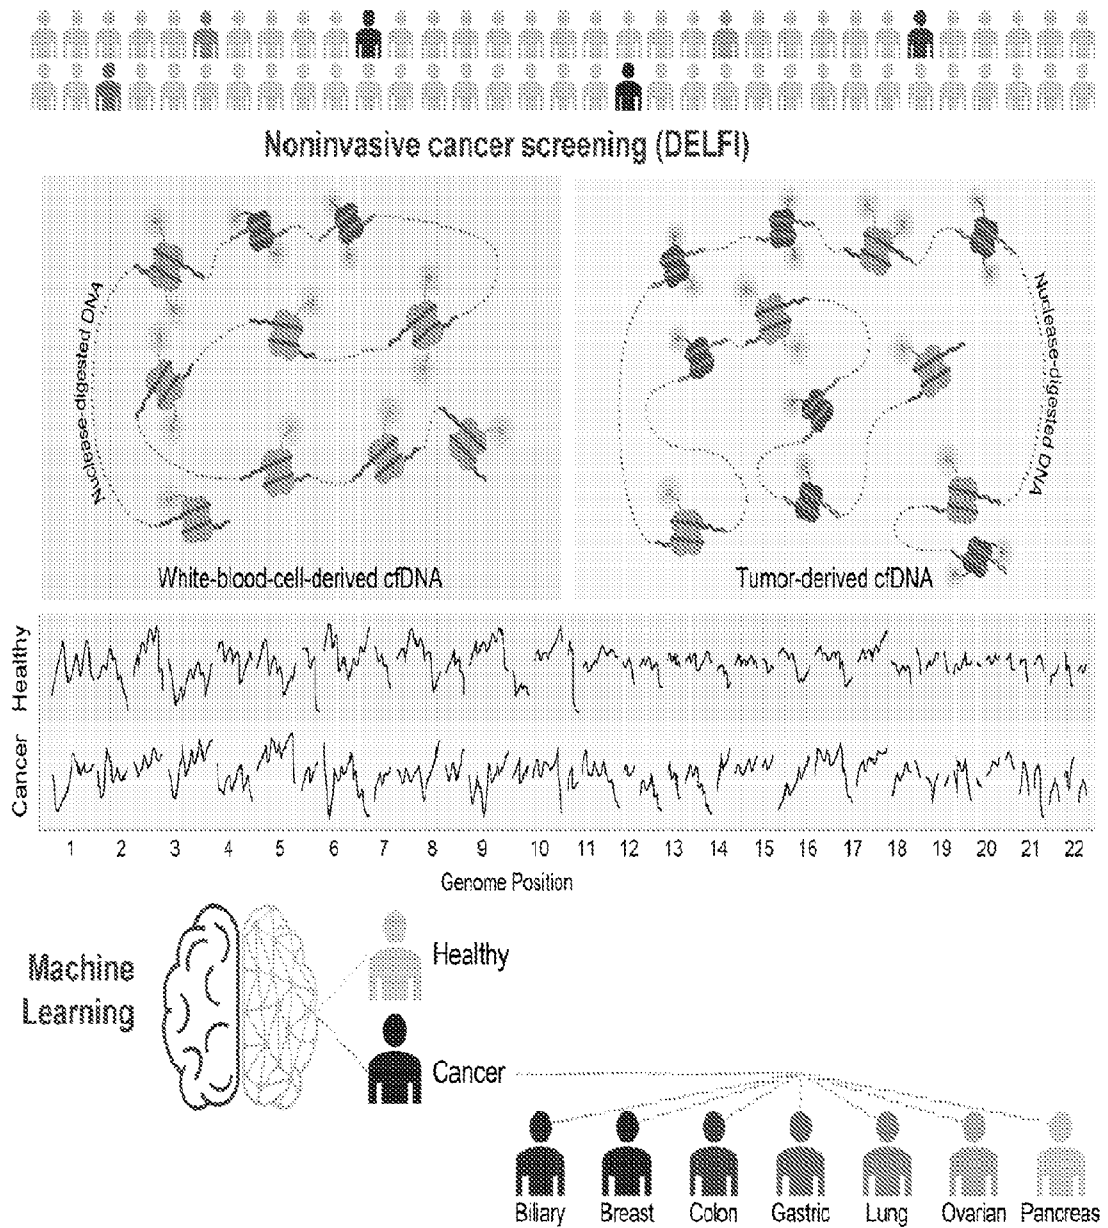 Noninvasive cancer screening (DELFI)
Nuclease-digested DNA
White-blood-cell-derived cfDNA
Nuclease-digested DNA
Tumor-derived cfDNA
Healthy
Cancer
1 2 3 4 5 6 7 8 9 10 11 12 13 14 15 16 17 18 19 20 21 22
Genome Position
Machine
Learning
Healthy
Cancer
Biliary Breast Colon Gastric Lung Ovarian Pancreas